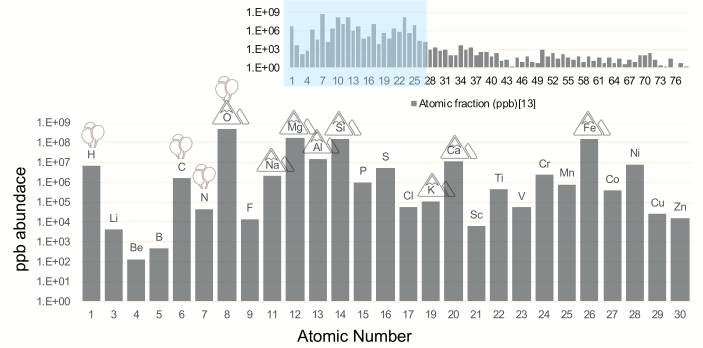 1.E+09
1.E+06
1.E+03
1.E+00
1 4 7 10 13 16 19 22 25 28 31 34 37 40 43 46 49 52 55 58 61 64 67 70 73 76
Atomic fraction (ppb)[13]
1.E+09
1.E+08
1.E+07
1.E+06
1.E+05
1.E+04
1.E+03
1.E+02
1.E+01
1.E+00
ppb abundace
H Li Be B C N O F Na Mg Al Si P S Cl K Ca Sc Ti V Cr Mn Fe Co Ni Cu Zn
1 3 4 5 6 7 8 9 11 12 13 14 15 16 17 19 20 21 22 23 24 25 26 27 28 29 30
Atomic Number